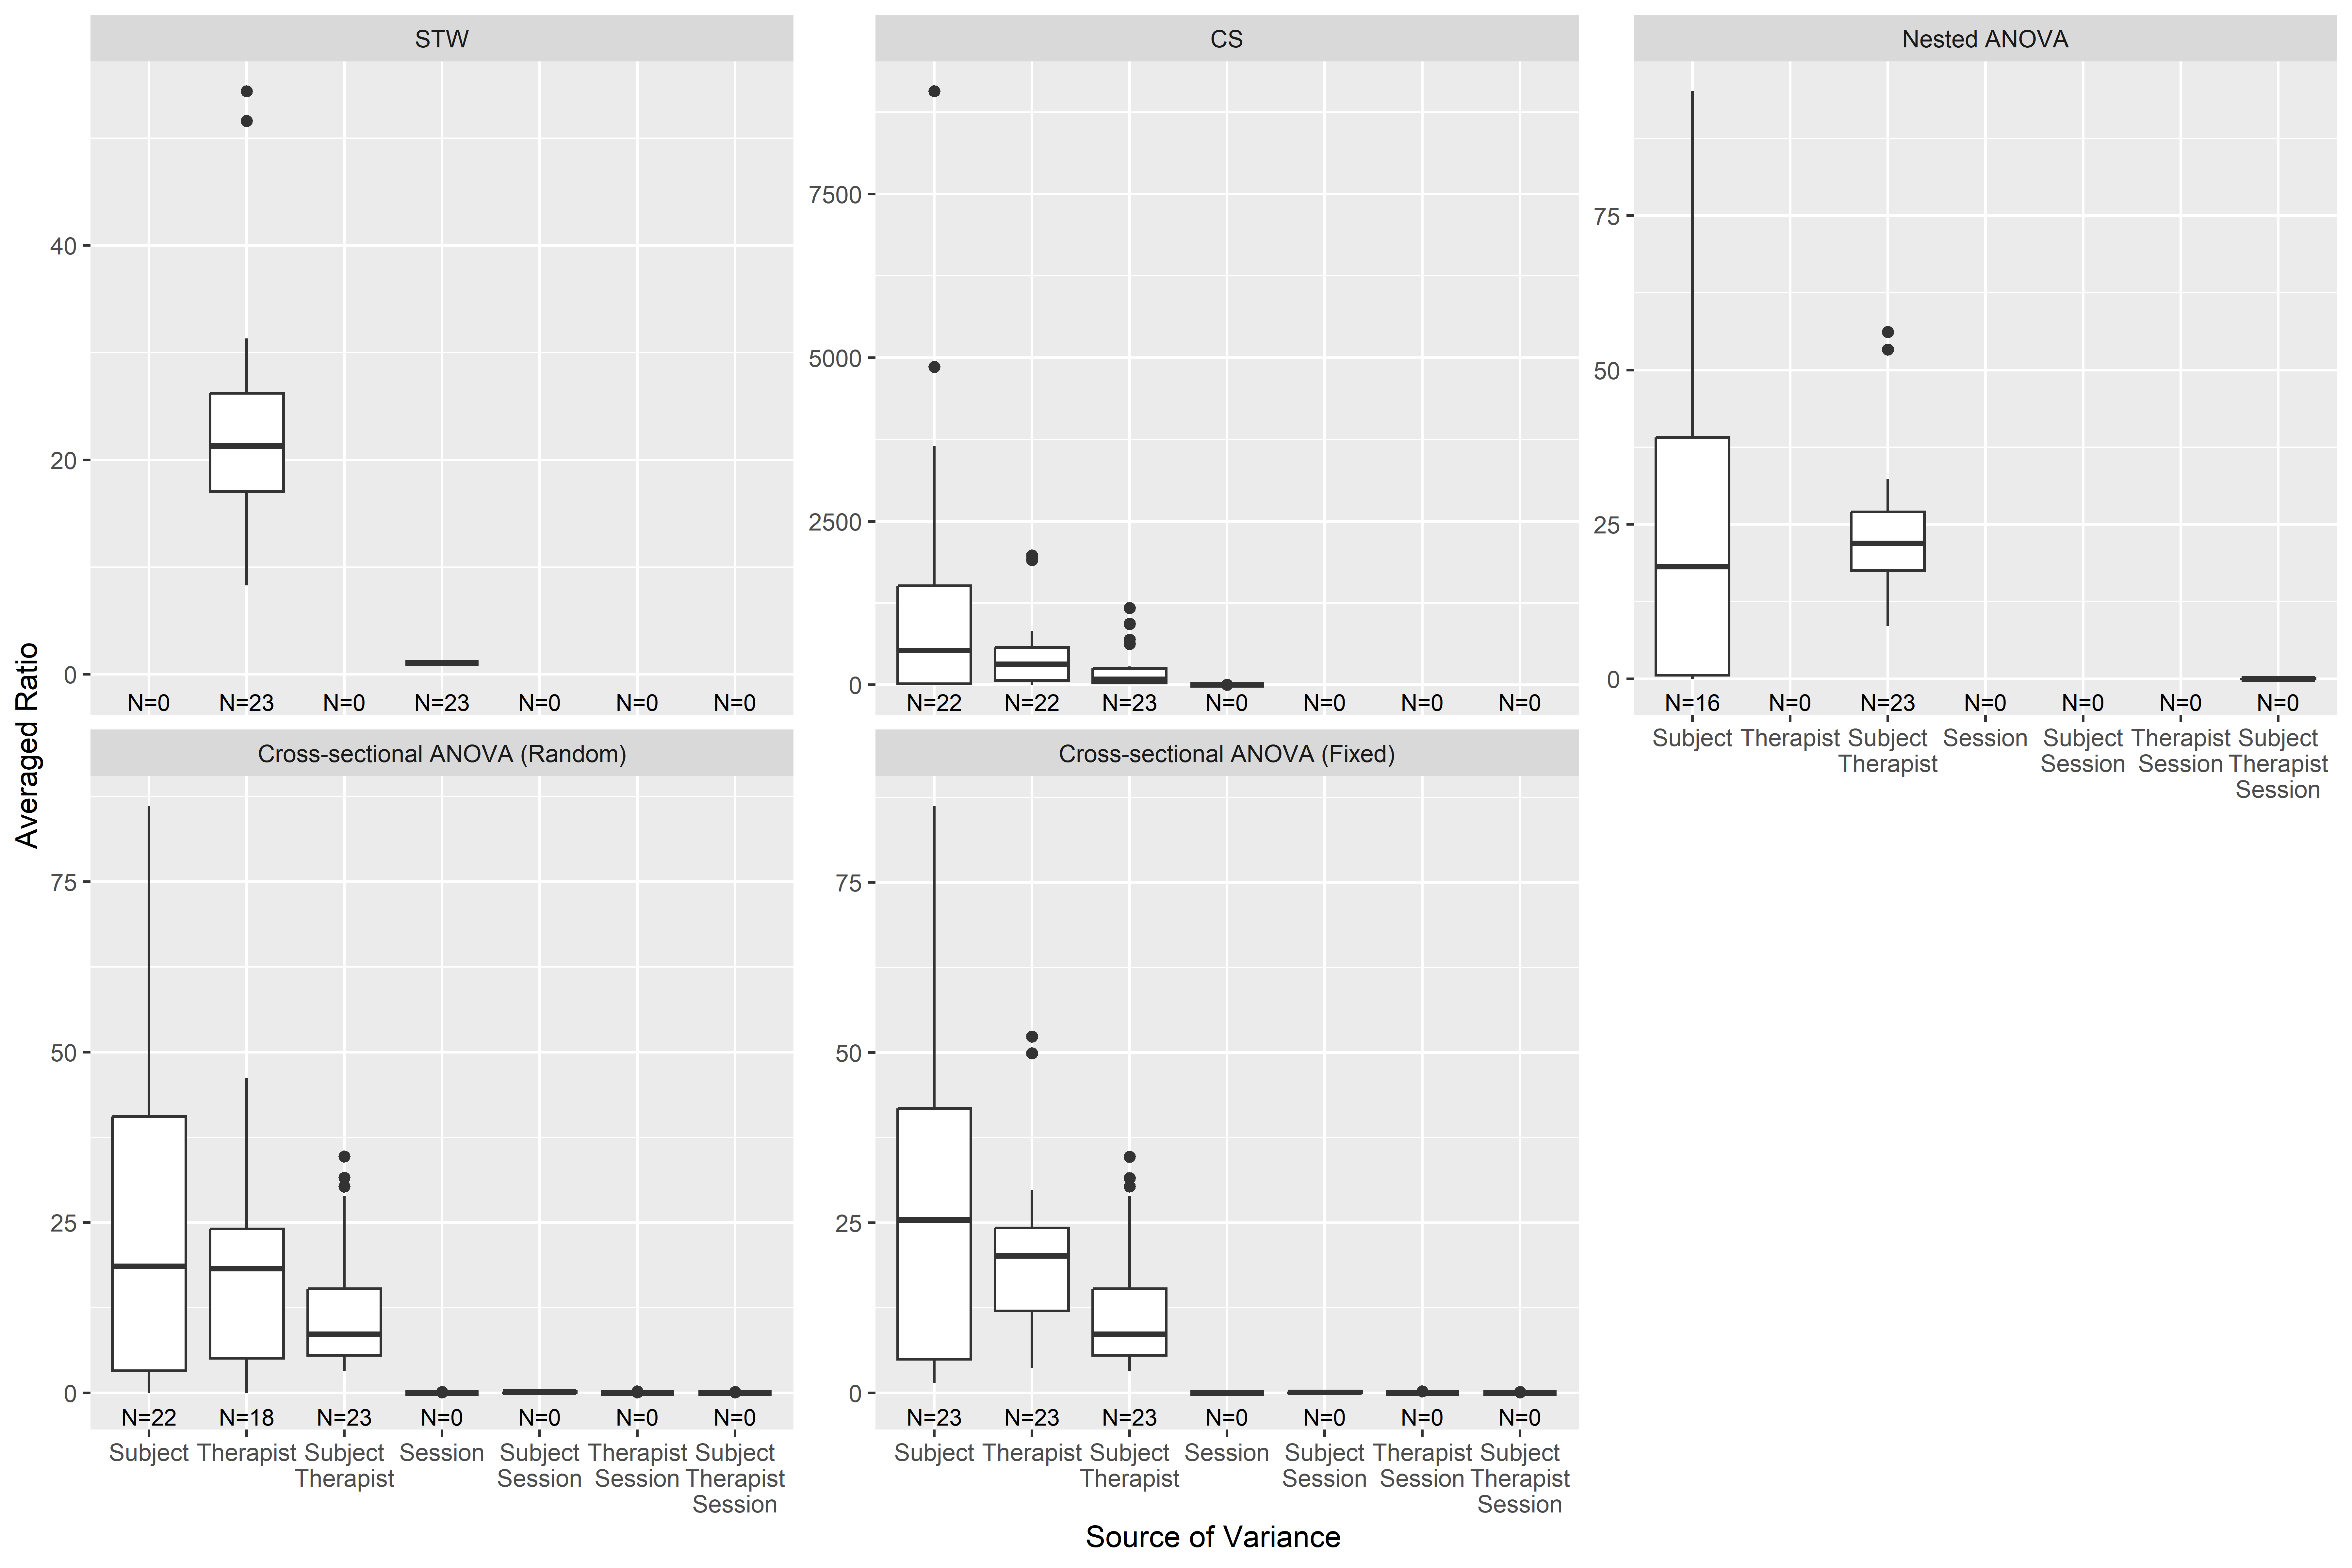 STW
CS
Nested ANOVA
40
20
0
N=0 N=23 N=0 N=23 N=0 N=0 N=0
7500
5000
2500
0
N=22 N=22 N=23 N=0 N=0 N=0 N=0
75
50
25
0
N=16 N=0 N=23 N=0 N=0 N=0 N=0
Subject Therapist Subject Session Subject Therapist Subject
Therapist Session Session Therapist
Session
Averaged Ratio
Cross-sectional ANOVA (Random)
Cross-sectional ANOVA (Fixed)
75
50
25
0
N=22 N=18 N=23 N=0 N=0 N=0 N=0
Subject Therapist Subject Session Subject Therapist Subject
Therapist Session Session Therapist
Session
75
50
25
0
N=23 N=23 N=23 N=0 N=0 N=0 N=0
Subject Therapist Subject Session Subject Therapist Subject
Therapist Session Session Therapist
Session
Source of Variance